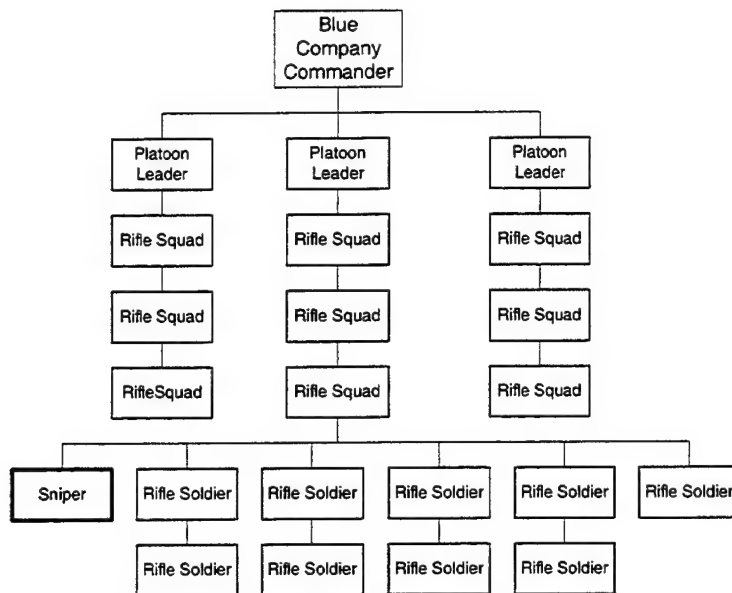 Blue
Company
Commander
Platoon
Leader
Platoon
Leader
Platoon
Leader
Rifle Squad
Rifle Squad
Rifle Squad
Rifle Squad
Rifle Squad
Rifle Squad
RifleSquad
Rifle Squad
Rifle Squad
Sniper
Rifle Soldier
Rifle Soldier
Rifle Soldier
Rifle Soldier
Rifle Soldier
Rifle Soldier
Rifle Soldier
Rifle Soldier
Rifle Soldier